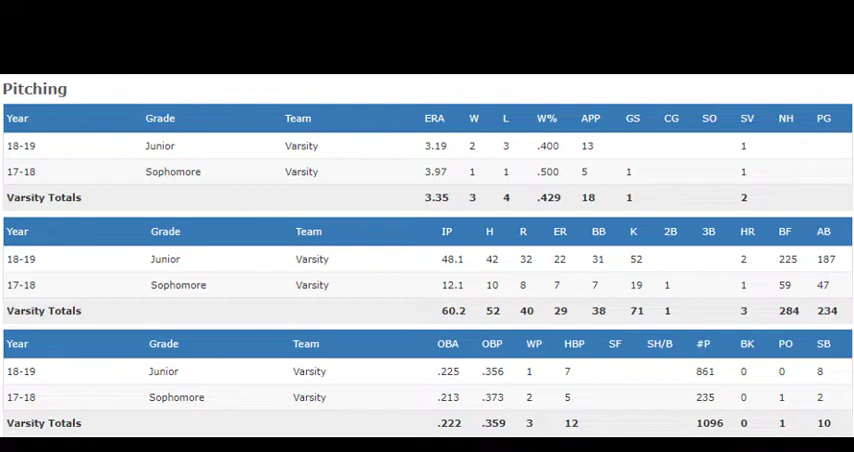 Pitching
Year Grade Team ERA W L W% APP GS CG SO SV NH PG
18-19 Junior Varsity 3.19 2 3 .400 13 1
17-18 Sophomore Varsity 3.97 1 1 .500 5 1 1
Varsity Totals 3.35 3 4 .429 18 1 2
Year Grade Team IP H R ER BB K 2B 3B HR BF AB
18-19 Junior Varsity 48.1 42 32 22 31 52 2 225 187
17-18 Sophomore Varsity 12.1 10 8 7 7 19 1 1 59 47
Varsity Totals 60.2 52 40 29 38 71 1 3 284 234
Year Grade Team OBA OBP WP HBP SF SH/B #P BK PO SB
18-19 Junior Varsity .225 .356 1 7 861 0 0 8
17-18 Sophomore Varsity .213 .373 2 5 235 0 1 2
Varsity Totals .222 .359 3 12 1096 0 1 10